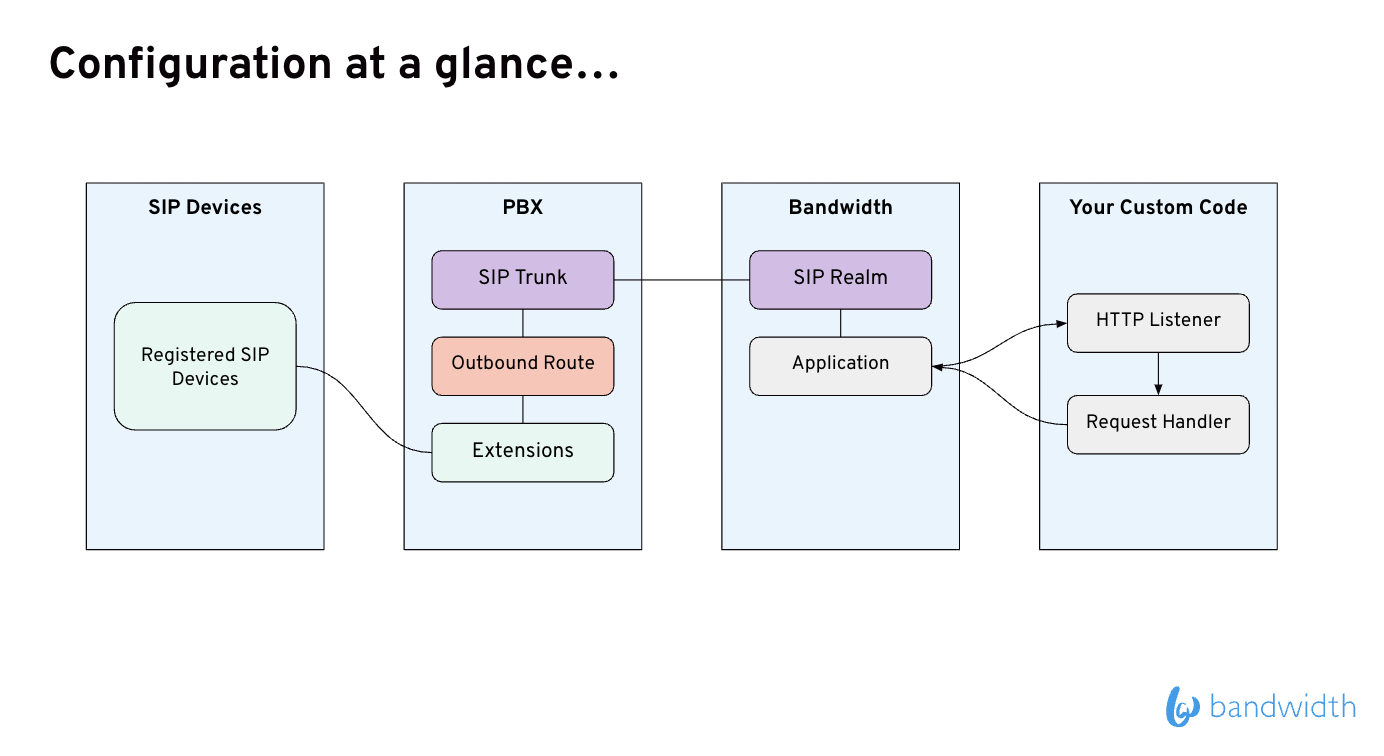 Configuration at a glance...
SIP Devices
Registered SIP
Devices
PBX
SIP Trunk
Outbound Route
Extensions
Bandwidth
SIP Realm
Application
Your Custom Code
HTTP Listener
Request Handler
bandwidth